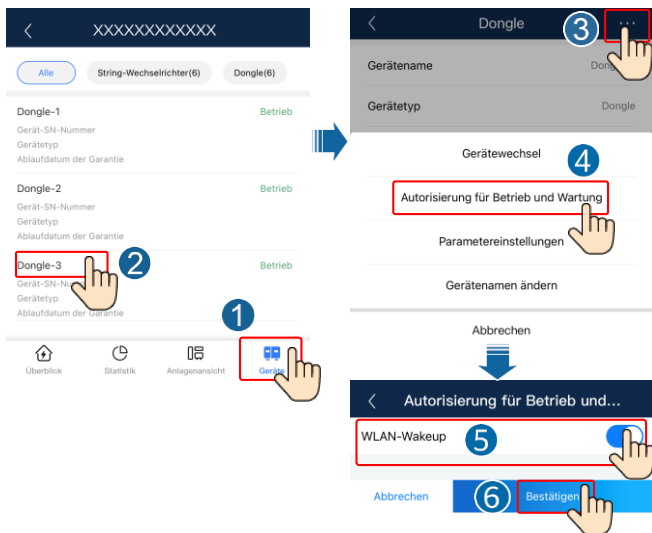 XXXXXXXXXXXX
Alle
String-Wechselrichter(6)
Dongle(6)
Dongle-1
Betrieb
Gerät-SN-Nummer
Gerätetyp
Ablaufdatum der Garantie
Dongle-2
Betrieb
Gerät-SN-Nummer
Gerätetyp
Ablaufdatum der Garantie
Dongle-3
Betrieb
2
Gerätetyp
Ablaufdatum der Garantie
1
Überblick
Statistik
Anlagenansicht
Geräte
Dongle
3
Gerätename
Gerätetyp
Dongle
Gerätewechsel
4
Autorisierung für Betrieb und Wartung
Parametereinstellungen
Gerätenamen ändern
Abbrechen
Autorisierung für Betrieb und...
WLAN-Wakeup
5
Abbrechen
6
Bestätigen